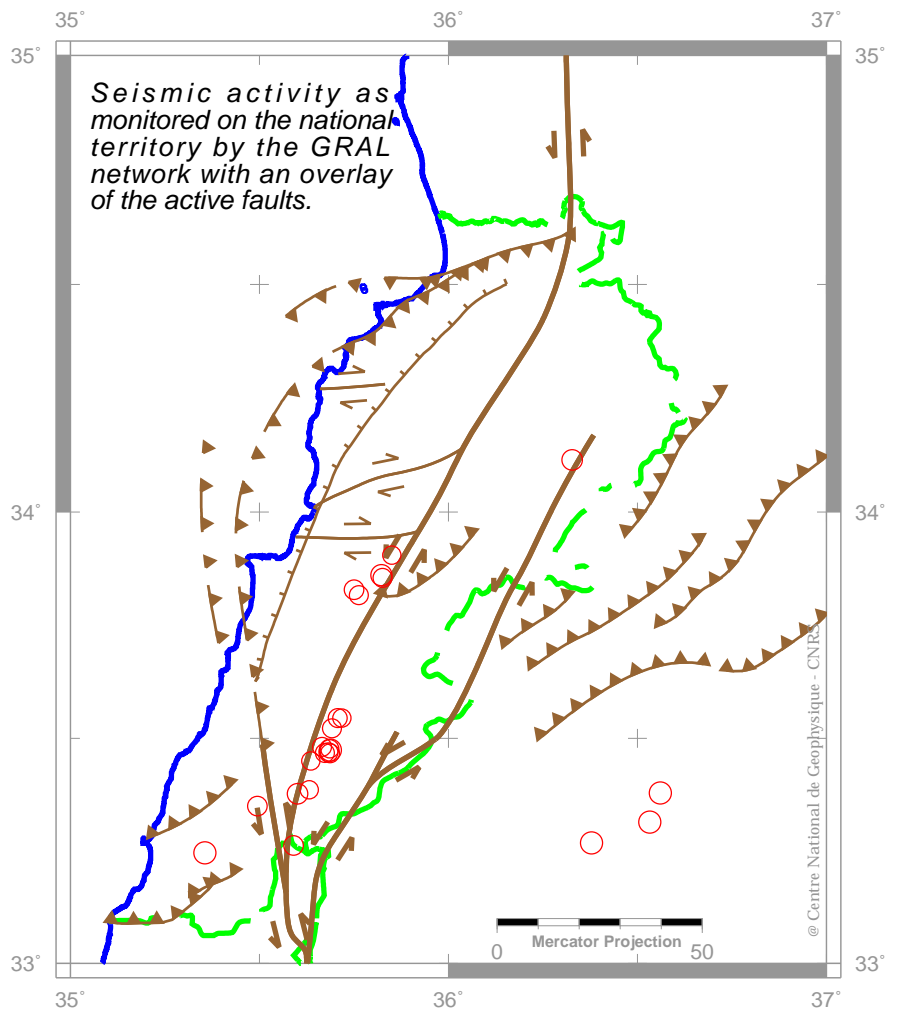 35° 36° 37°
35° 35°
Seismic activity as
monitored on the national
territory by the GRAL
network with an overlay
of the active faults.
34° 34°
@ Centre National de Geophysique - CNRS
Mercator Projection
0 50
33° 33°
35° 36° 37°